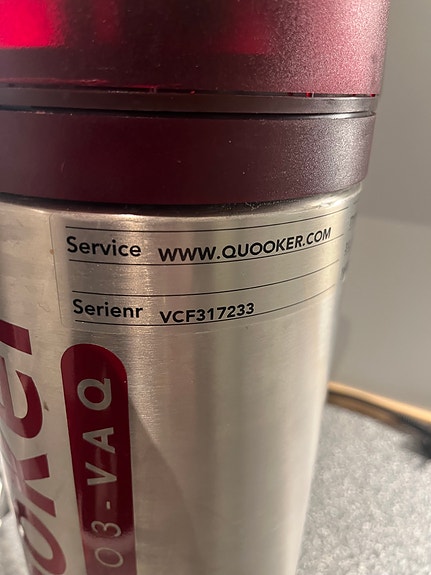 Service WWW.QUOOKER.COM
Serienr VCF317233
03-VAQ